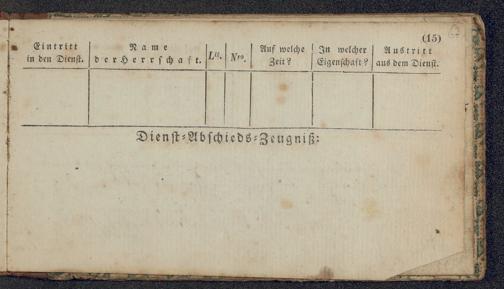 (15)
Eintritt in den Dienst. | Name der Herrschaft. | Lit. | Nro. | Auf welche Zeit? | In welcher Eigenschaft? | Austritt aus dem Dienst.
Dienst-Abschieds-Zeugniß: